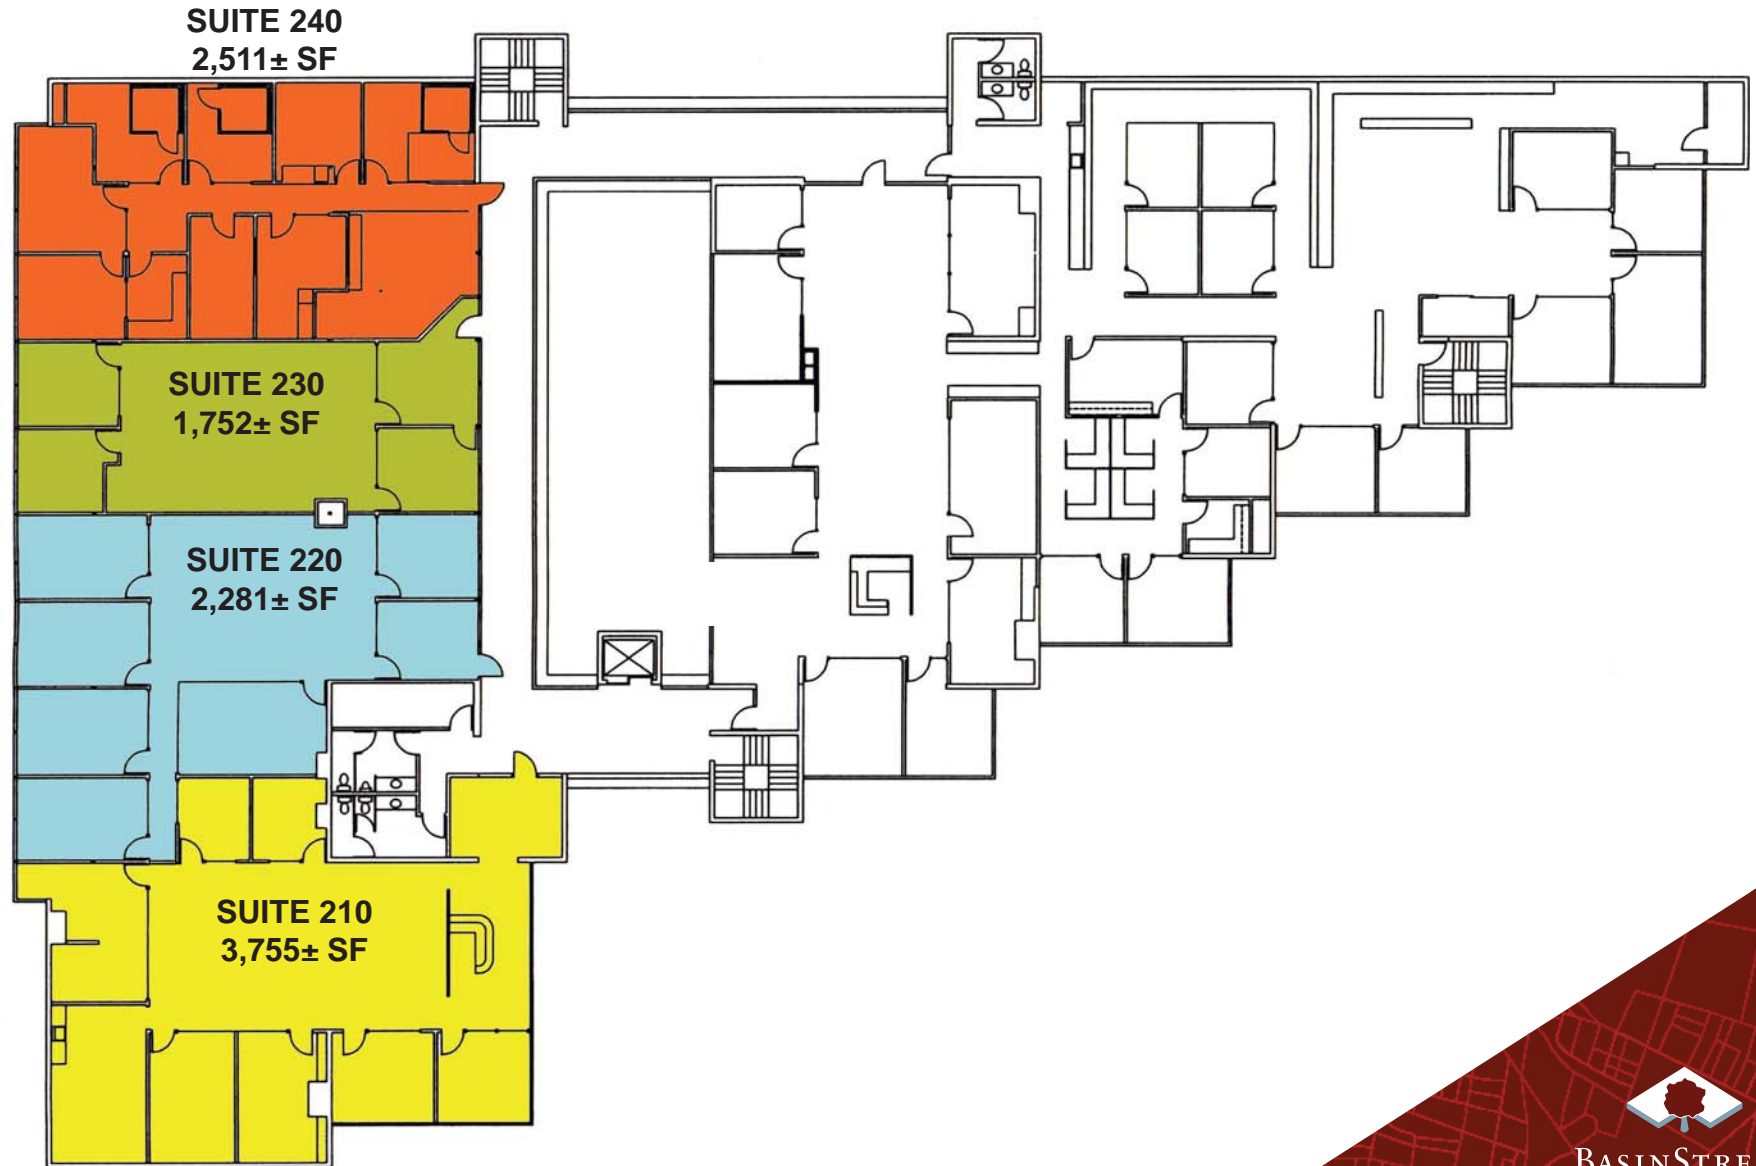 SUITE 240
2,511± SF
SUITE 230
1,752± SF
SUITE 220
2,281± SF
SUITE 210
3,755± SF